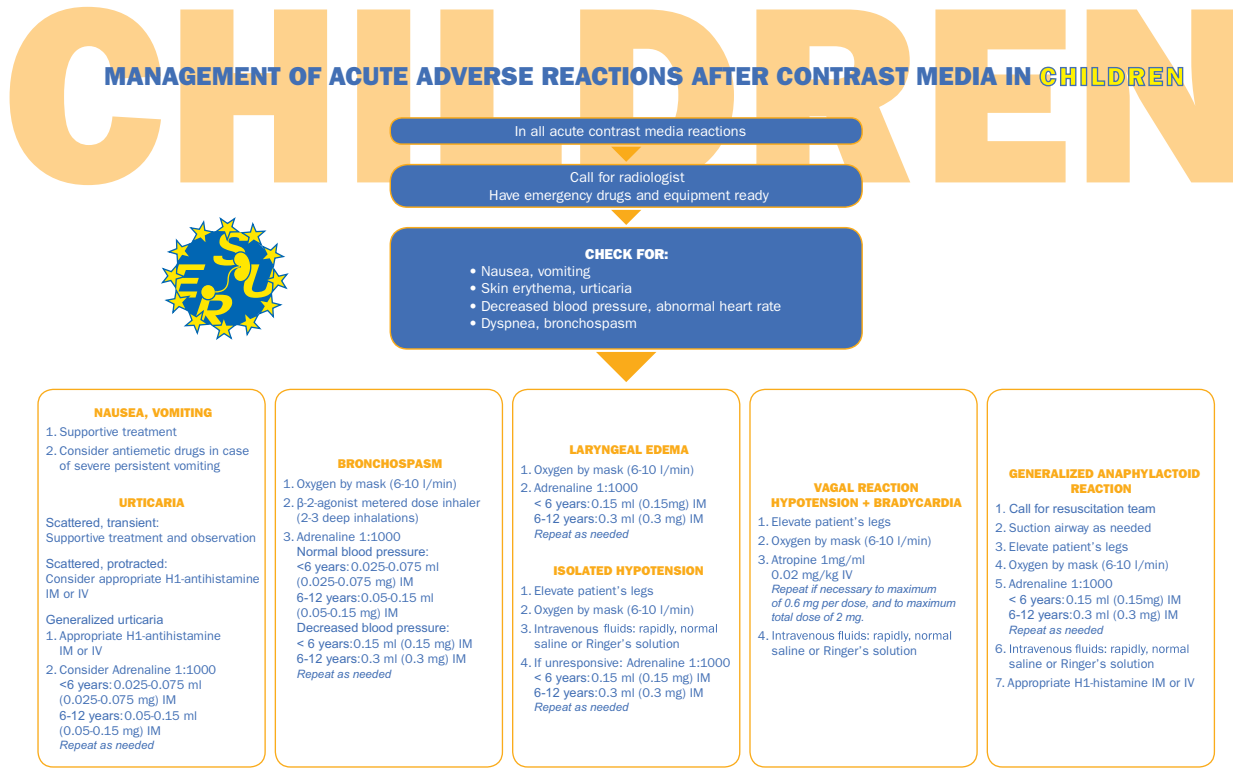 CHILDREN
MANAGEMENT OF ACUTE ADVERSE REACTIONS AFTER CONTRAST MEDIA IN CHILDREN
In all acute contrast media reactions
Call for radiologist
Have emergency drugs and equipment ready
ESUR
CHECK FOR:
• Nausea, vomiting
• Skin erythema, urticaria
• Decreased blood pressure, abnormal heart rate
• Dyspnea, bronchospasm
NAUSEA, VOMITING
1. Supportive treatment
2. Consider antiemetic drugs in case
of severe persistent vomiting
URTICARIA
Scattered, transient:
Supportive treatment and observation
Scattered, protracted:
Consider appropriate H1-antihistamine
IM or IV
Generalized urticaria
1. Appropriate H1-antihistamine
IM or IV
2. Consider Adrenaline 1:1000
<6 years: 0.025-0.075 ml
(0.025-0.075 mg) IM
6-12 years: 0.05-0.15 ml
(0.05-0.15 mg) IM
Repeat as needed
BRONCHOSPASM
1. Oxygen by mask (6-10 l/min)
2. β-2-agonist metered dose inhaler
(2-3 deep inhalations)
3. Adrenaline 1:1000
Normal blood pressure:
<6 years: 0.025-0.075 ml
(0.025-0.075 mg) IM
6-12 years: 0.05-0.15 ml
(0.05-0.15 mg) IM
Decreased blood pressure:
< 6 years: 0.15 ml (0.15 mg) IM
6-12 years: 0.3 ml (0.3 mg) IM
Repeat as needed
LARYNGEAL EDEMA
1. Oxygen by mask (6-10 l/min)
2. Adrenaline 1:1000
< 6 years: 0.15 ml (0.15mg) IM
6-12 years: 0.3 ml (0.3 mg) IM
Repeat as needed
ISOLATED HYPOTENSION
1. Elevate patient's legs
2. Oxygen by mask (6-10 l/min)
3. Intravenous fluids: rapidly, normal
saline or Ringer's solution
4. If unresponsive: Adrenaline 1:1000
< 6 years: 0.15 ml (0.15 mg) IM
6-12 years: 0.3 ml (0.3 mg) IM
Repeat as needed
VAGAL REACTION
HYPOTENSION + BRADYCARDIA
1. Elevate patient's legs
2. Oxygen by mask (6-10 l/min)
3. Atropine 1mg/ml
0.02 mg/kg IV
Repeat if necessary to maximum
of 0.6 mg per dose, and to maximum
total dose of 2 mg.
4. Intravenous fluids: rapidly, normal
saline or Ringer's solution
GENERALIZED ANAPHYLACTOID
REACTION
1. Call for resuscitation team
2. Suction airway as needed
3. Elevate patient's legs
4. Oxygen by mask (6-10 l/min)
5. Adrenaline 1:1000
< 6 years: 0.15 ml (0.15mg) IM
6-12 years: 0.3 ml (0.3 mg) IM
Repeat as needed
6. Intravenous fluids: rapidly, normal
saline or Ringer's solution
7. Appropriate H1-histamine IM or IV